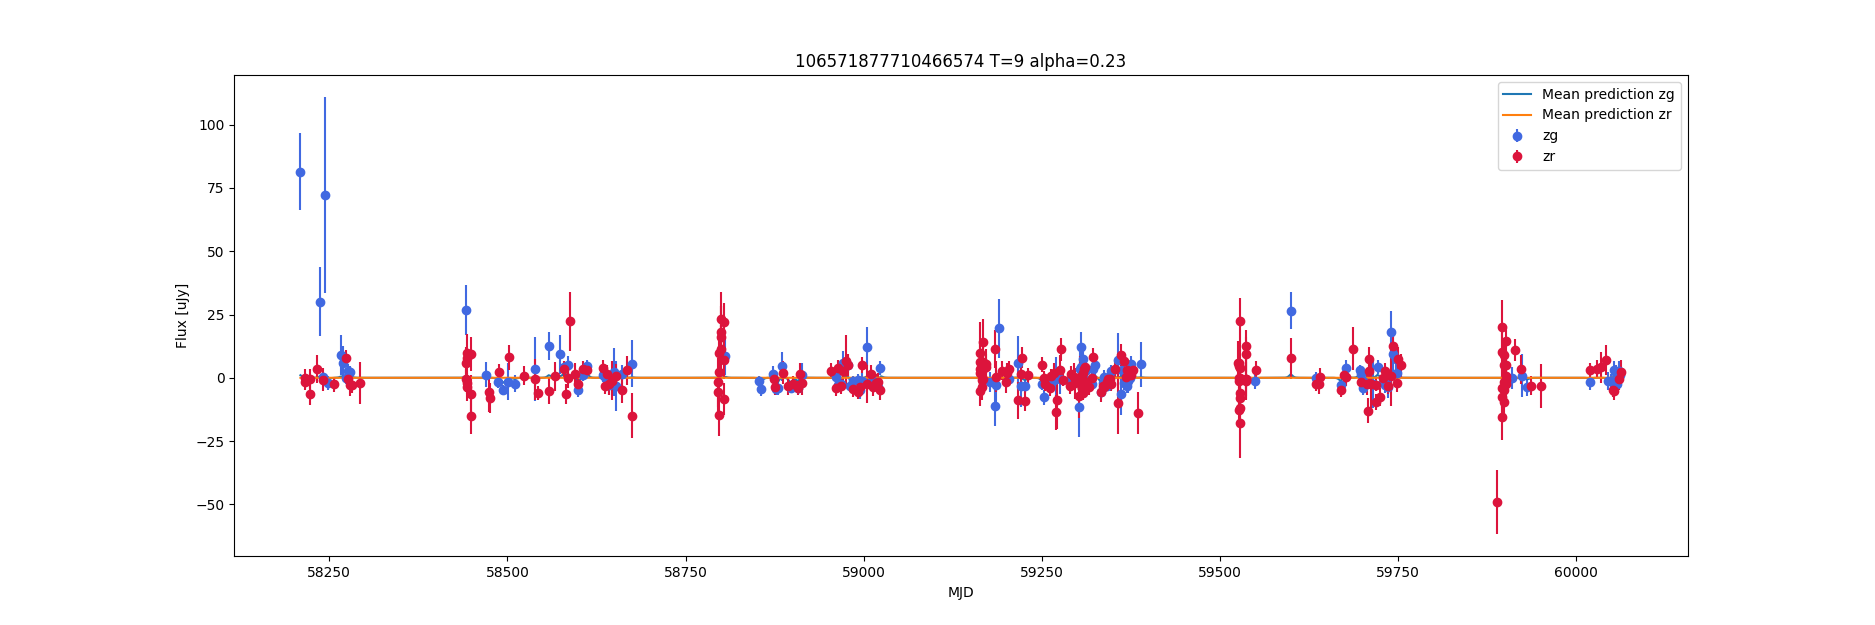 106571877710466574 T=9 alpha=0.23
Mean prediction zg
Mean prediction zr
zg
zr
100
75
50
25
0
−25
−50
Flux [uJy]
58250 58500 58750 59000 59250 59500 59750 60000
MJD